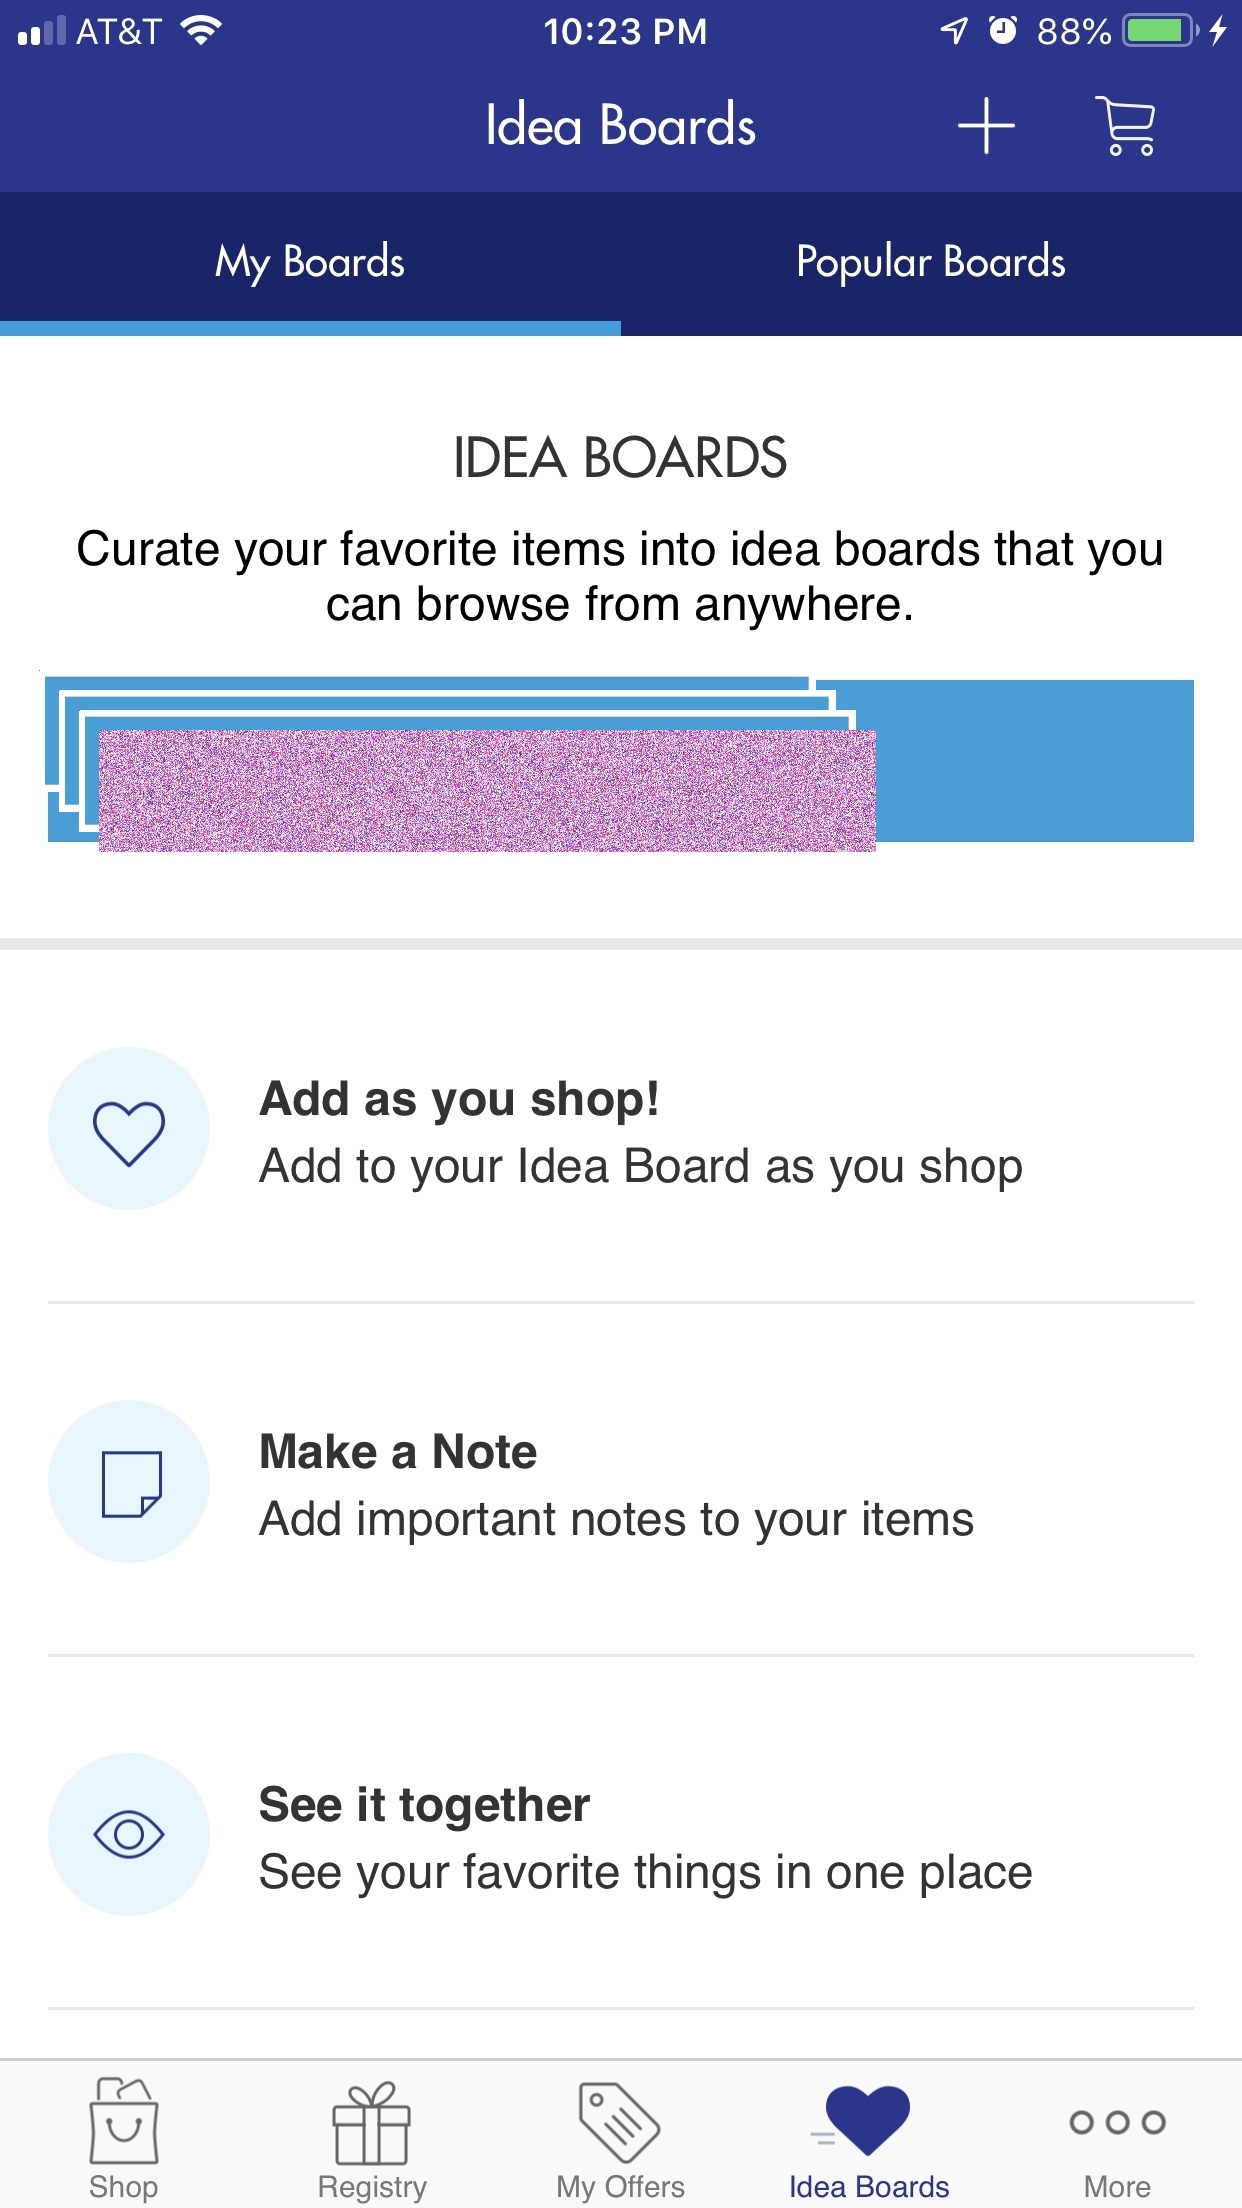 AT&T 10:23 PM 88%
Idea Boards
My Boards Popular Boards
IDEA BOARDS
Curate your favorite items into idea boards that you
can browse from anywhere.
Add as you shop!
Add to your Idea Board as you shop
Make a Note
Add important notes to your items
See it together
See your favorite things in one place
Shop Registry My Offers Idea Boards More